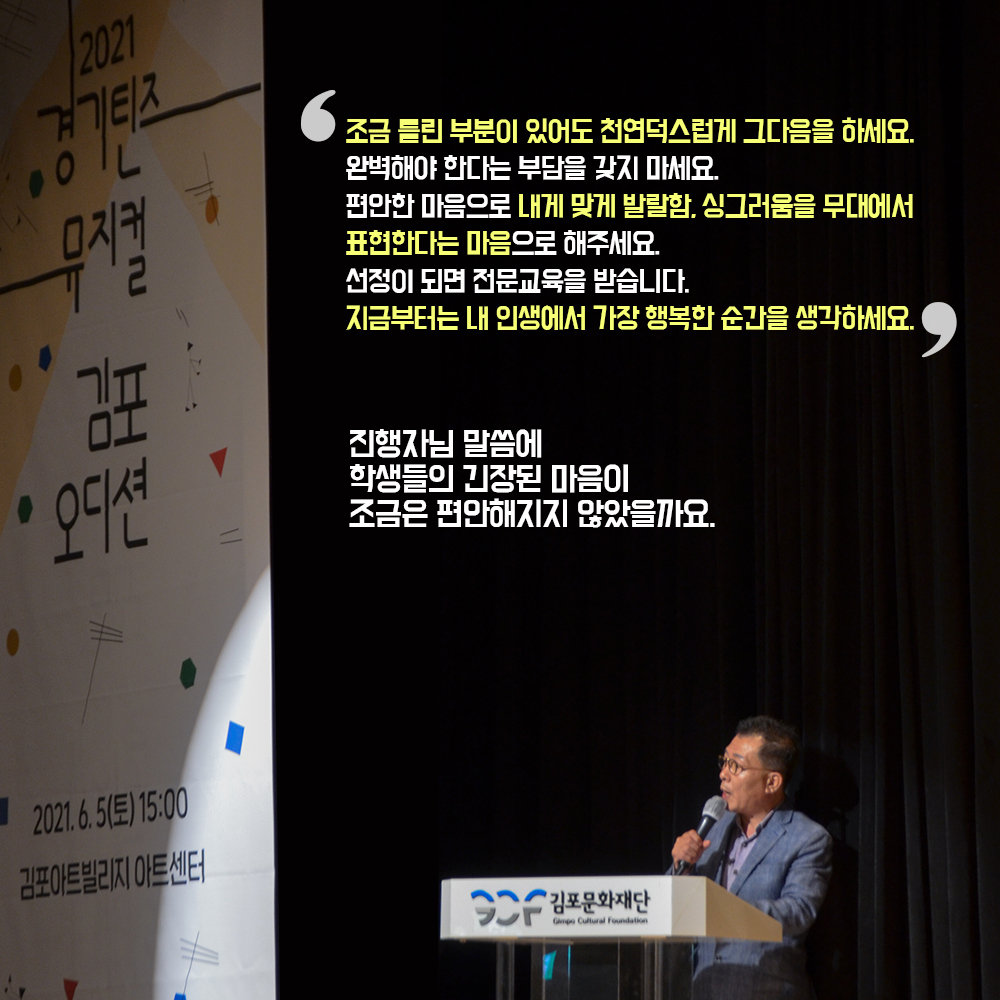 2021
경기틴즈
뮤지컬
김포
오디션
2021. 6. 5(토) 15:00
김포아트빌리지 아트센터
‘조금 틀린 부분이 있어도 천연덕스럽게 그다음을 하세요.
완벽해야 한다는 부담을 갖지 마세요.
편안한 마음으로 내게 맞게 발랄함, 싱그러움을 무대에서
표현한다는 마음으로 해주세요.
선정이 되면 전문교육을 받습니다.
지금부터는 내 인생에서 가장 행복한 순간을 생각하세요.’
진행자님 말씀에
학생들의 긴장된 마음이
조금은 편안해지지 않았을까요.
GCF 김포문화재단
Gimpo Cultural Foundation